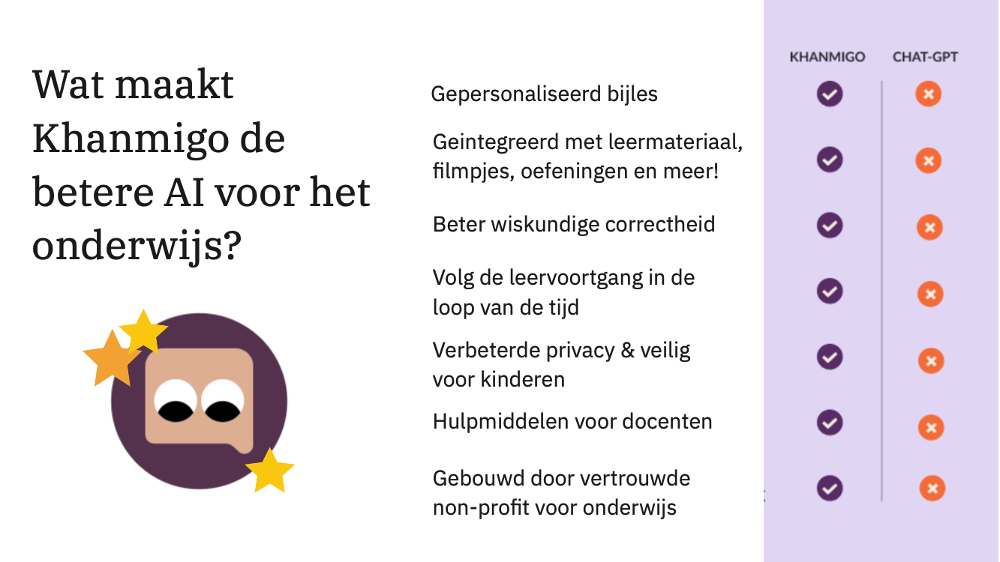 Wat maakt
Khanmigo de
betere AI voor het
onderwijs?
KHANMIGO CHAT-GPT
Gepersonaliseerd bijles
Geintegreerd met leermateriaal,
filmpjes, oefeningen en meer!
Beter wiskundige correctheid
Volg de leervoortgang in de
loop van de tijd
Verbeterde privacy & veilig
voor kinderen
Hulpmiddelen voor docenten
Gebouwd door vertrouwde
non-profit voor onderwijs